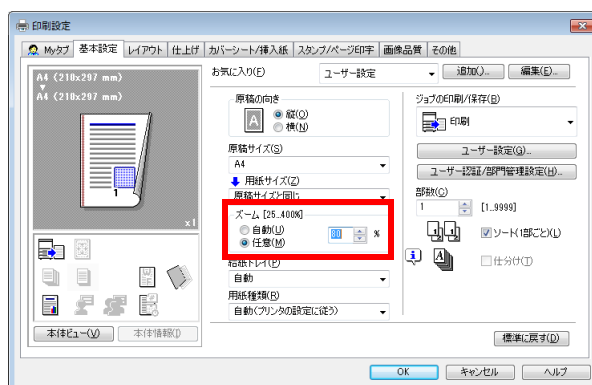 印刷設定
Myタブ 基本設定 レイアウト 仕上げ カバーシート/挿入紙 スタンプ/ページ印字 画像品質 その他
A4 (210x297 mm)
A4 (210x297 mm)
1
x1
本体ビュー(V) 本体情報(I)
お気に入り(F) ユーザー設定 追加()... 編集(E)...
原稿の向き
A
縦(O)
横(N)
原稿サイズ(S)
A4
用紙サイズ(Z)
原稿サイズと同じ
ズーム [25..400%]
自動(U)
任意(M)
80 %
給紙トレイ(P)
自動
用紙種類(R)
自動(プリンタの設定に従う)
ジョブの印刷/保存(B)
印刷
ユーザー設定(G)...
ユーザー認証/部門管理設定(H)...
部数(C)
1 [1..9999]
ソート(1部ごと)(L)
仕分け(T)
標準に戻す(D)
OK キャンセル ヘルプ